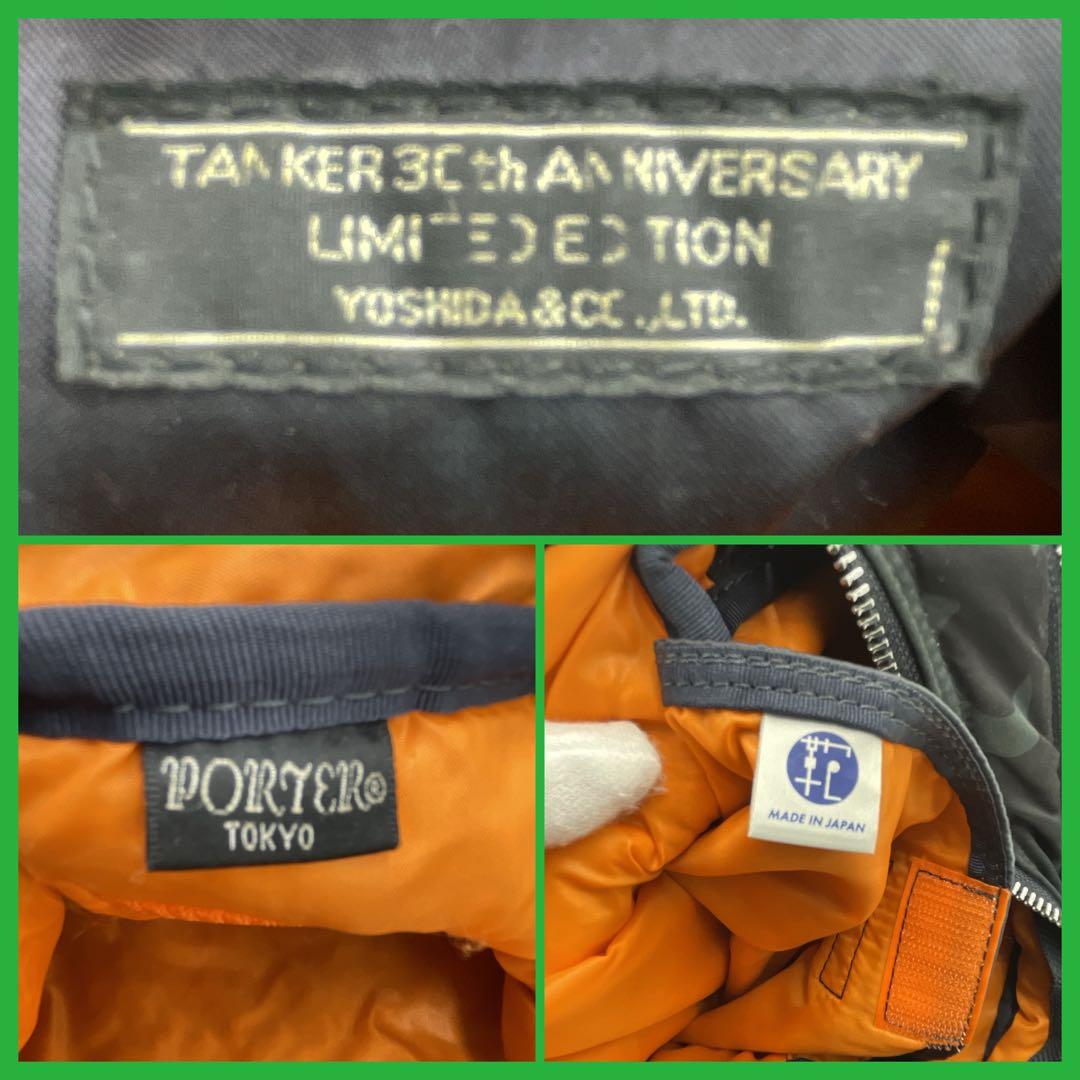 TANKER 30th ANNIVERSARY
LIMITED EDITION
YOSHIDA & CO.,LTD.
PORTER®
TOKYO
MADE IN JAPAN